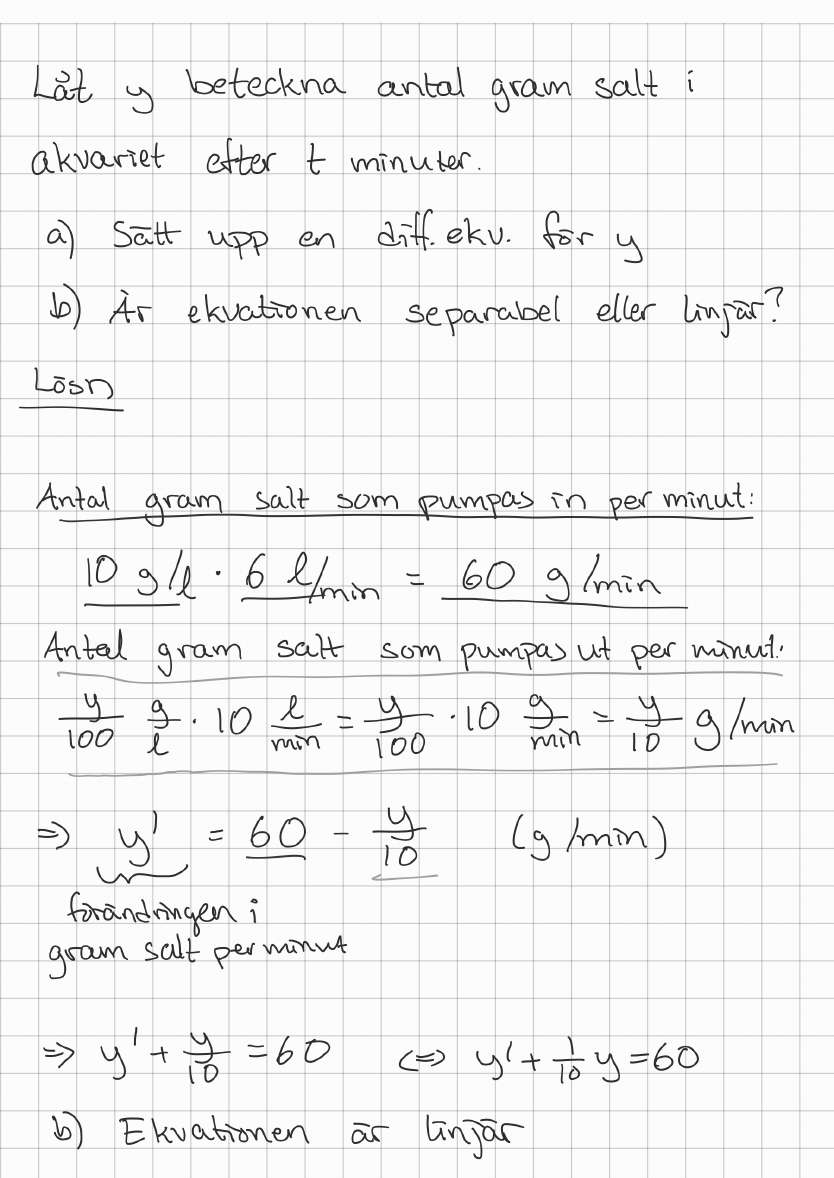 Låt y beteckna antal gram salt i
akvariet efter t minuter.
a) Sätt upp en diff.ekv. för y
b) Är ekvationen separabel eller linjär?
Lösn
Antal gram salt som pumpas in per minut:
10 g/l · 6 l/min = 60 g/min
Antal gram salt som pumpas ut per minut:
y/100 g/l · 10 l/min = y/100 · 10 g/min = y/10 g/min
⇒ y' = 60 - y/10 (g/min)
förändringen i
gram salt per minut
⇒ y' + y/10 = 60 ⇔ y' + 1/10 y = 60
b) Ekvationen är linjär